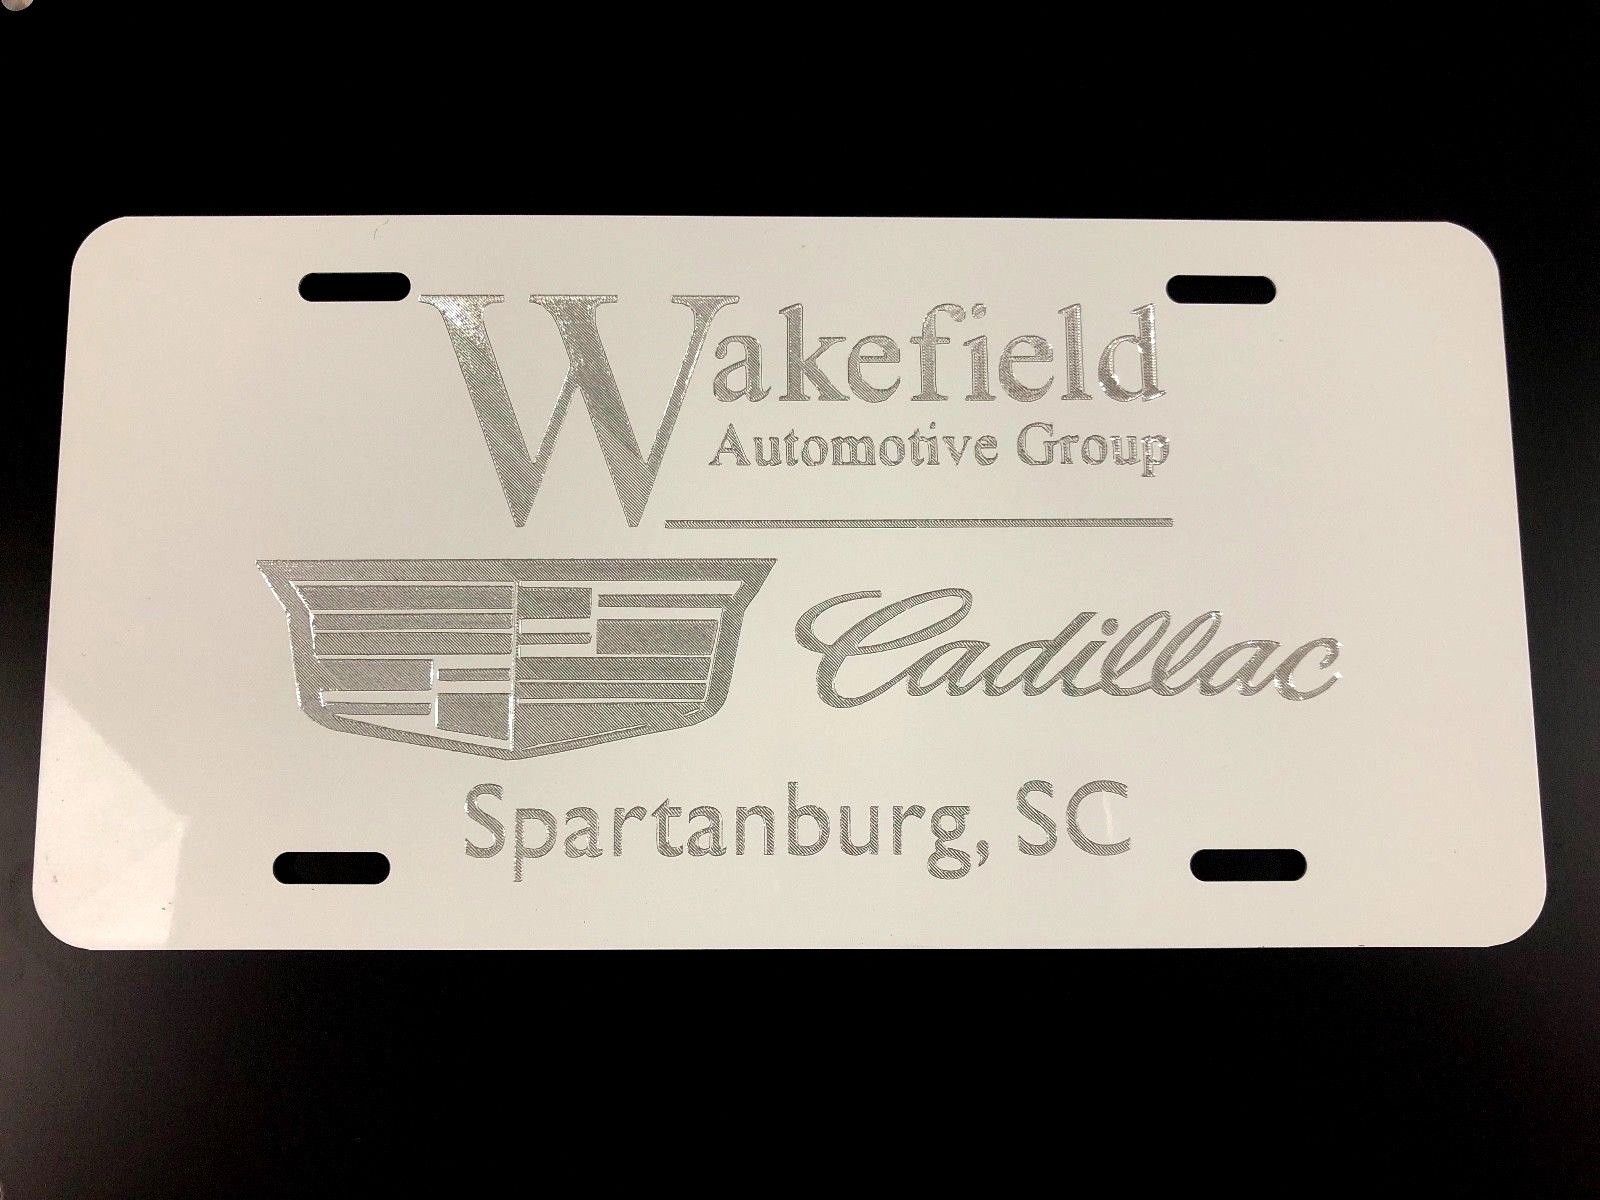 Wakefield
Automotive Group
Cadillac
Spartanburg, SC